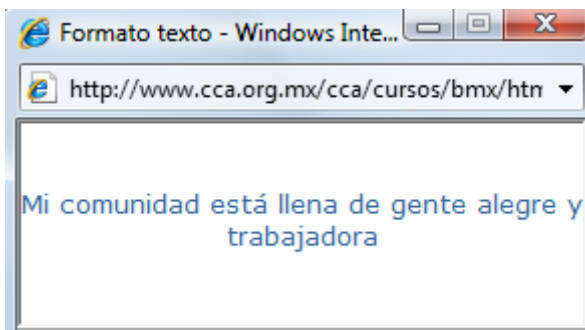 Formato texto - Windows Inte...
http://www.cca.org.mx/cca/cursos/bmx/htn
Mi comunidad está llena de gente alegre y
trabajadora